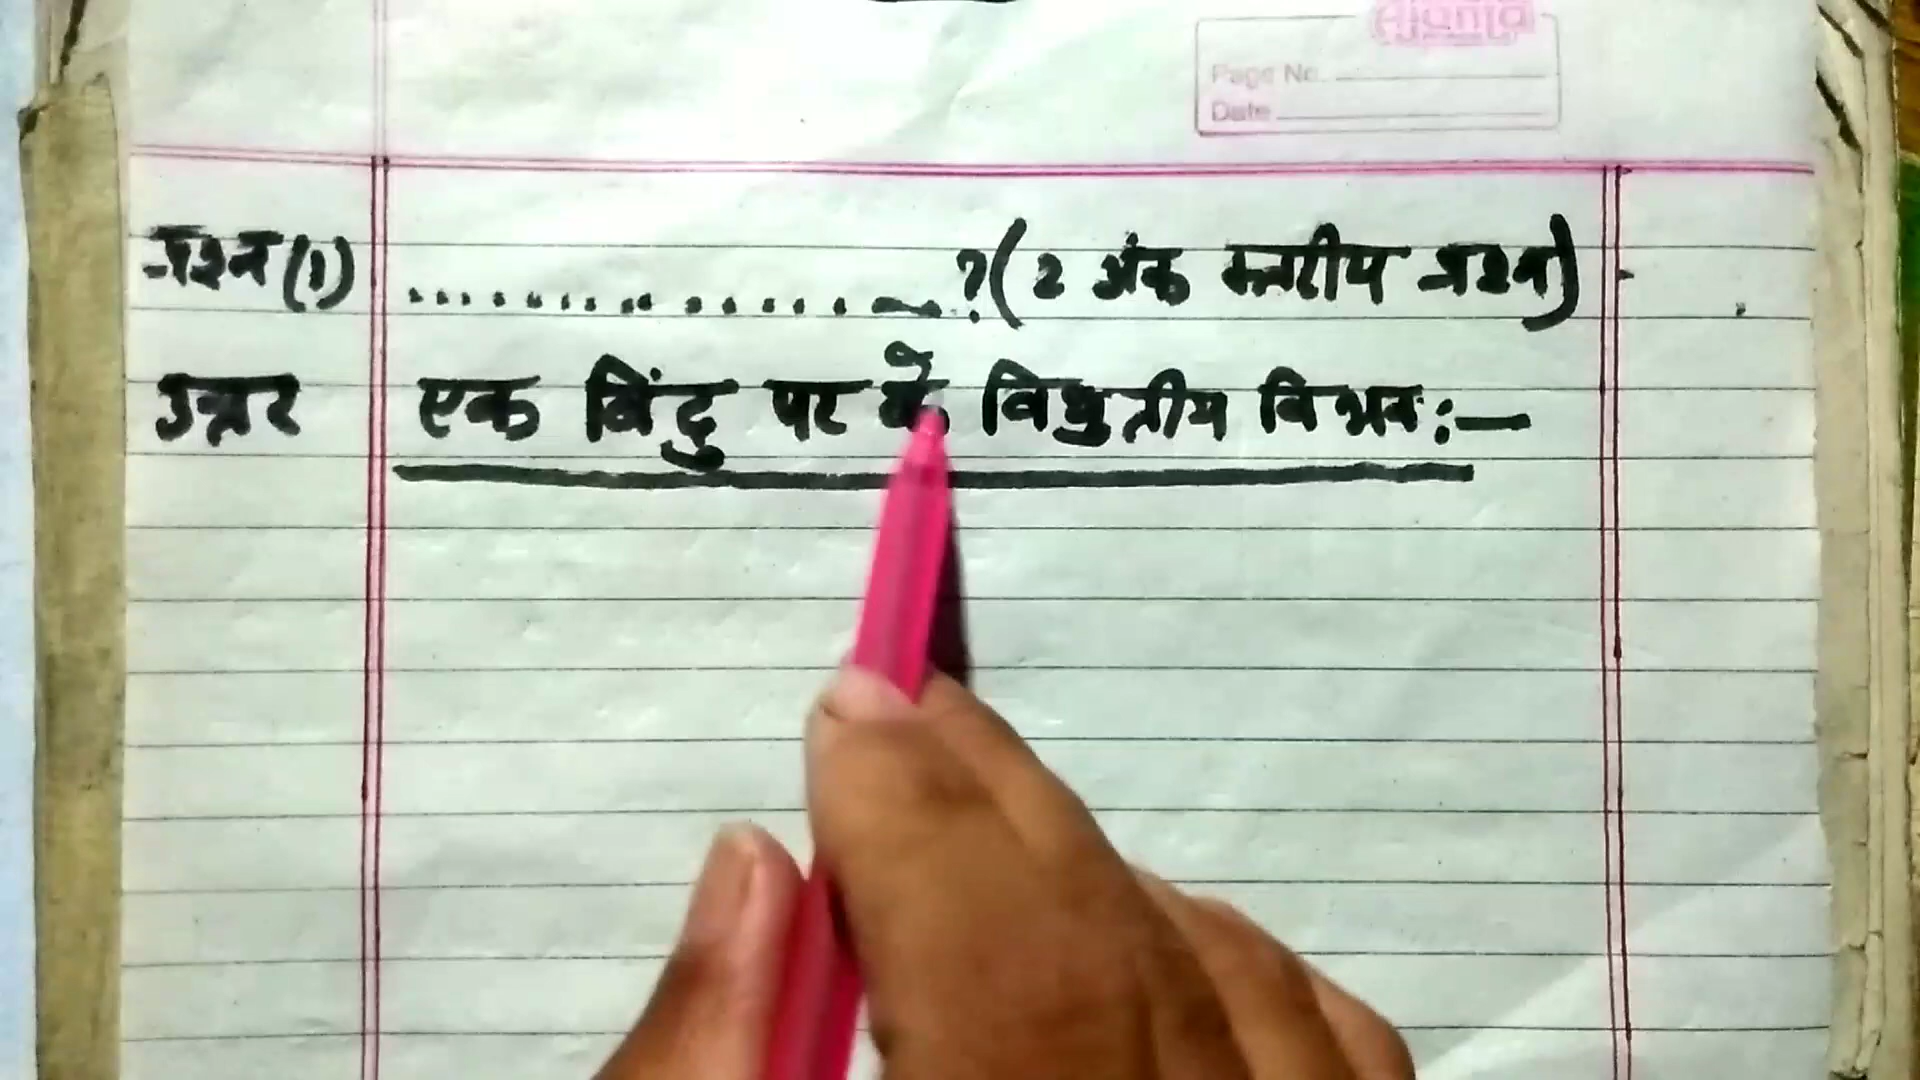 Ajanta
Page No.
Date
प्रश्न (1) ................? (2 अंक स्तरीय प्रश्न)
उत्तर एक बिंदु पर के विधुतीय विभव:—